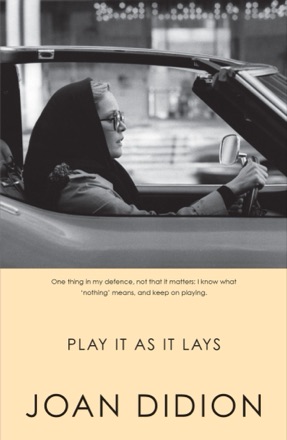 One thing in my defence, not that it matters: I know what
‘nothing’ means, and keep on playing.
PLAY IT AS IT LAYS
JOAN DIDION